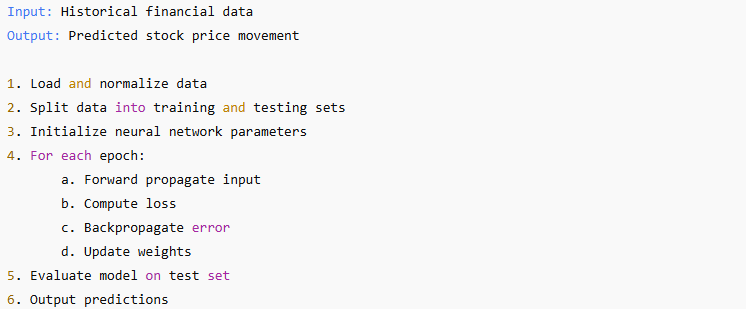 Input: Historical financial data
Output: Predicted stock price movement
1. Load and normalize data
2. Split data into training and testing sets
3. Initialize neural network parameters
4. For each epoch:
a. Forward propagate input
b. Compute loss
c. Backpropagate error
d. Update weights
5. Evaluate model on test set
6. Output predictions